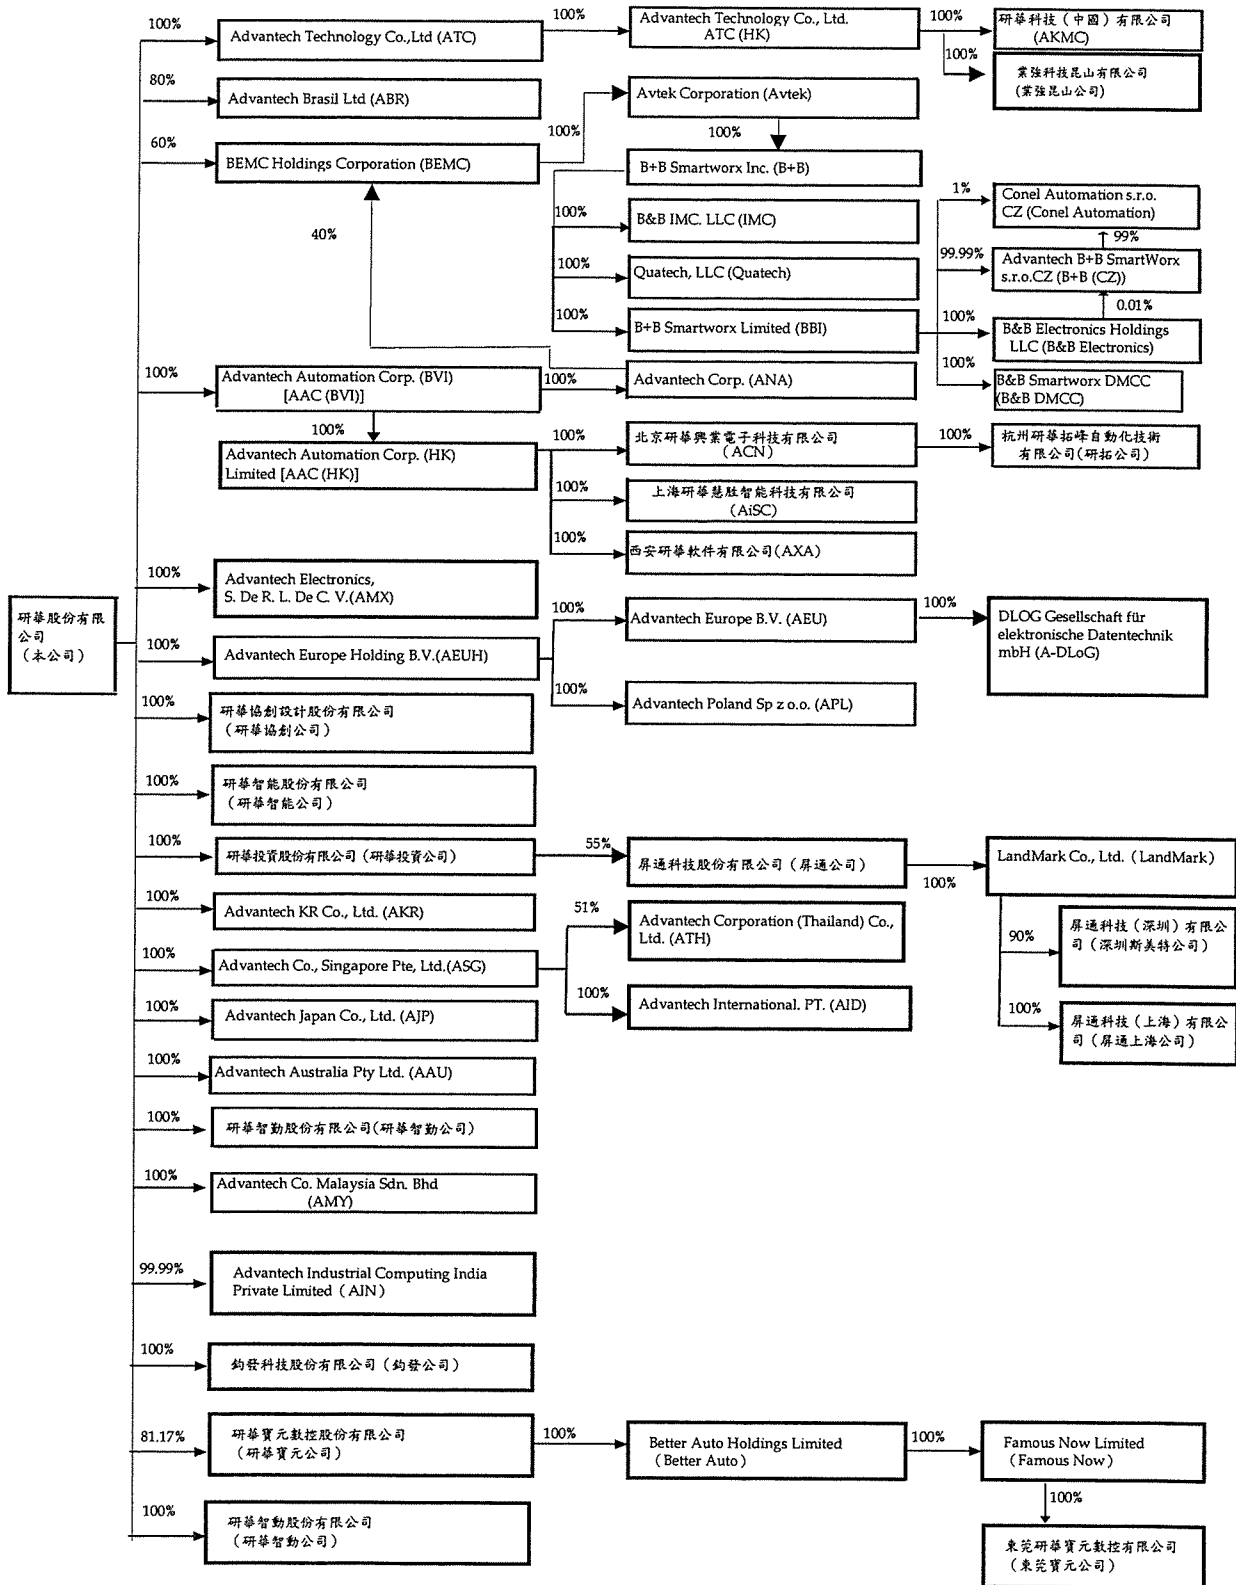 100%
Advantech Technology Co.,Ltd (ATC)
100%
Advantech Technology Co., Ltd.
ATC (HK)
100%
研華科技（中國）有限公司
(AKMC)
100%
業強科技昆山有限公司
(業強昆山公司)
80%
Advantech Brasil Ltd (ABR)
Avtek Corporation (Avtek)
60%
BEMC Holdings Corporation (BEMC)
100%
100%
B+B Smartworx Inc. (B+B)
40%
100%
B&B IMC. LLC (IMC)
1%
Conel Automation s.r.o.
CZ (Conel Automation)
99%
100%
Quatech, LLC (Quatech)
99.99%
Advantech B+B SmartWorx
s.r.o.CZ (B+B (CZ))
0.01%
100%
B+B Smartworx Limited (BBI)
100%
B&B Electronics Holdings
LLC (B&B Electronics)
100%
Advantech Automation Corp. (BVI)
[AAC (BVI)]
100%
Advantech Corp. (ANA)
100%
B&B Smartworx DMCC
(B&B DMCC)
100%
Advantech Automation Corp. (HK)
Limited [AAC (HK)]
100%
北京研華興業電子科技有限公司
(ACN)
100%
杭州研華拓峰自動化技術
有限公司(研拓公司)
100%
上海研華慧胜智能科技有限公司
(AiSC)
100%
西安研華軟件有限公司(AXA)
研華股份有限
公司
（本公司）
100%
Advantech Electronics,
S. De R. L. De C. V.(AMX)
100%
Advantech Europe Holding B.V.(AEUH)
100%
Advantech Europe B.V. (AEU)
100%
DLOG Gesellschaft für
elektronische Datentechnik
mbH (A-DLoG)
100%
Advantech Poland Sp z o.o. (APL)
100%
研華協創設計股份有限公司
（研華協創公司）
100%
研華智能股份有限公司
（研華智能公司）
100%
研華投資股份有限公司（研華投資公司）
55%
屏通科技股份有限公司（屏通公司）
100%
LandMark Co., Ltd.（LandMark）
90%
屏通科技（深圳）有限公
司（深圳斯美特公司）
100%
屏通科技（上海）有限公
司（屏通上海公司）
100%
Advantech KR Co., Ltd. (AKR)
100%
Advantech Co., Singapore Pte, Ltd.(ASG)
51%
Advantech Corporation (Thailand) Co.,
Ltd. (ATH)
100%
Advantech International. PT. (AID)
100%
Advantech Japan Co., Ltd. (AJP)
100%
Advantech Australia Pty Ltd. (AAU)
100%
研華智勤股份有限公司(研華智勤公司)
100%
Advantech Co. Malaysia Sdn. Bhd
(AMY)
99.99%
Advantech Industrial Computing India
Private Limited（AIN）
100%
鈞發科技股份有限公司（鈞發公司）
81.17%
研華寶元數控股份有限公司
（研華寶元公司）
100%
Better Auto Holdings Limited
（Better Auto）
100%
Famous Now Limited
（Famous Now）
100%
東莞研華寶元數控有限公司
（東莞寶元公司）
100%
研華智動股份有限公司
（研華智動公司）